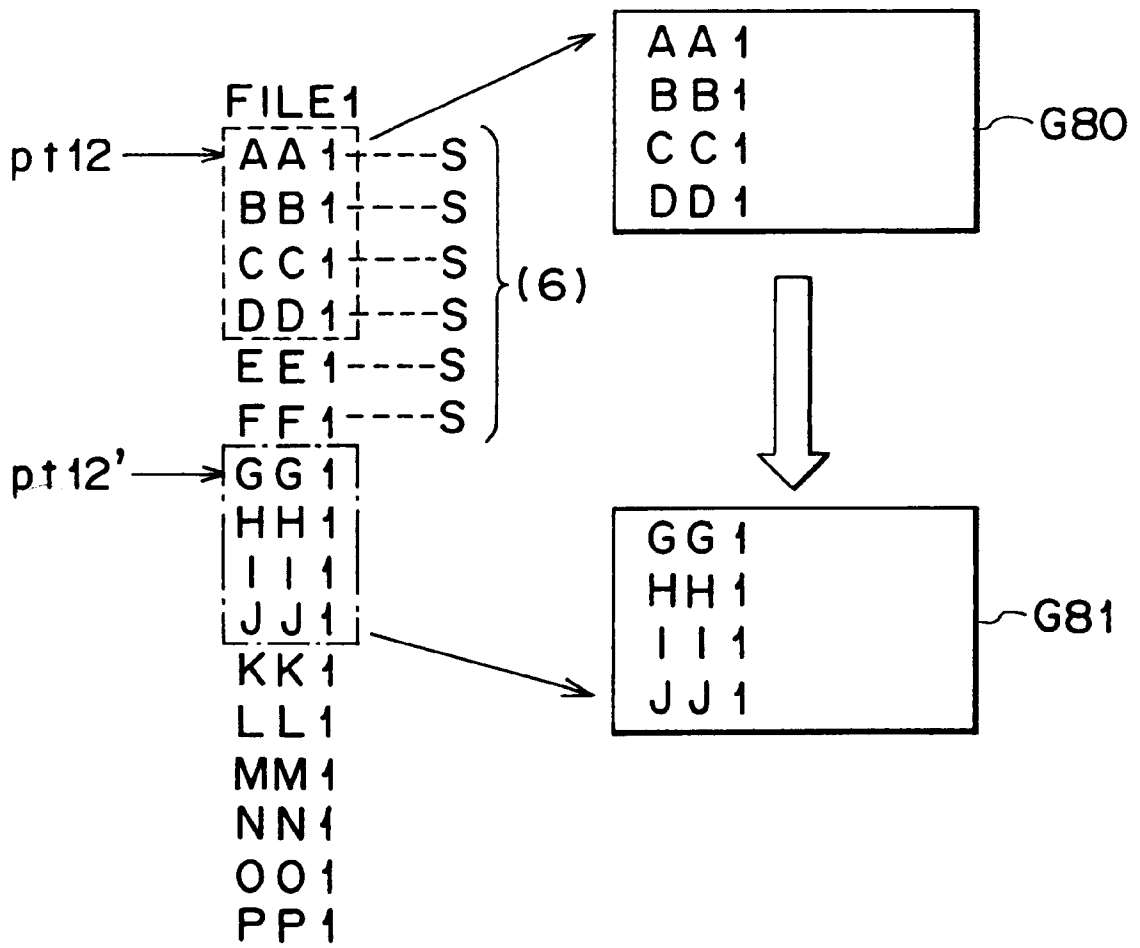 FILE1
pt12 AA1----S
BB1----S
CC1----S
DD1----S
EE1----S
FF1----S
(6)
pt12' GG1
HH1
II1
JJ1
KK1
LL1
MM1
NN1
OO1
PP1
AA1
BB1
CC1
DD1
G80
GG1
HH1
II1
JJ1
G81